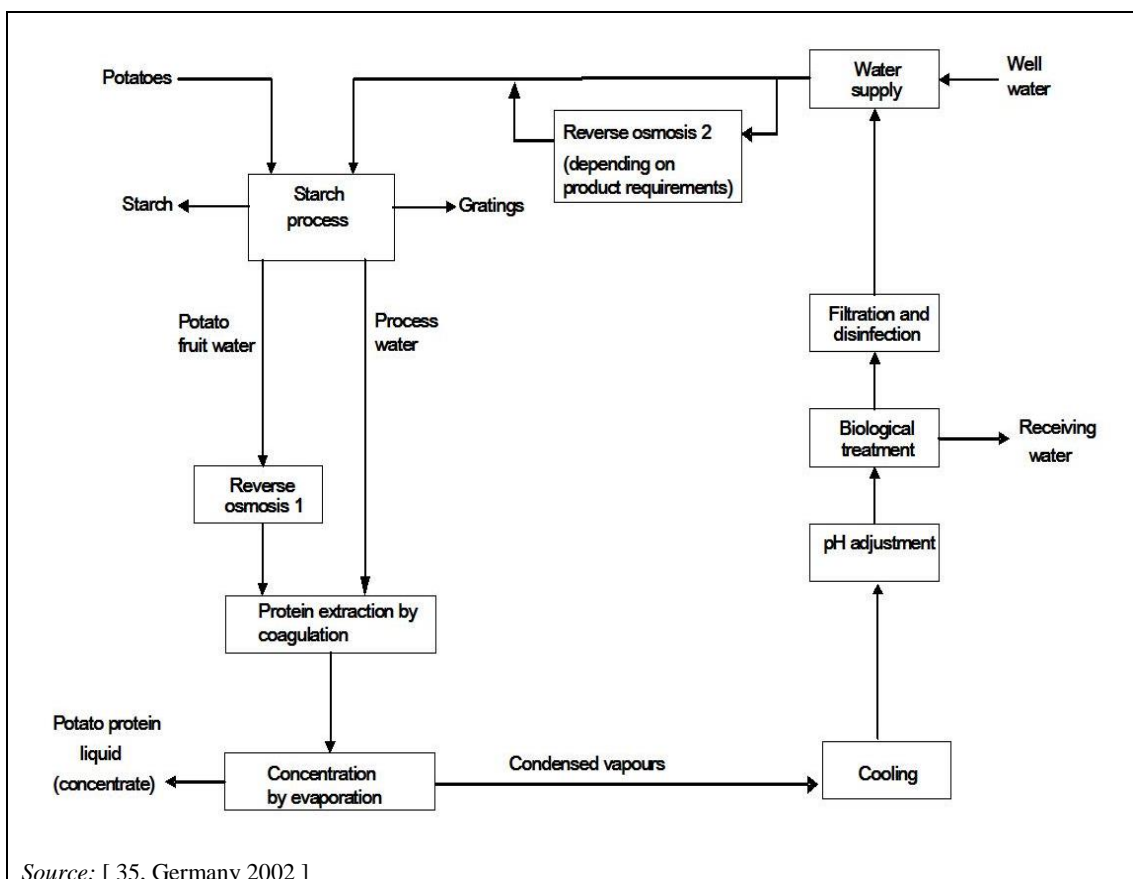 Potatoes
Water
supply
Well
water
Reverse osmosis 2
(depending on
product requirements)
Starch
Starch
process
Gratings
Potato
fruit water
Process
water
Filtration and
disinfection
Biological
treatment
Receiving
water
Reverse
osmosis 1
pH adjustment
Protein extraction by
coagulation
Potato protein
liquid
(concentrate)
Concentration
by evaporation
Condensed vapours
Cooling
Source: [ 35, Germany 2002 ]